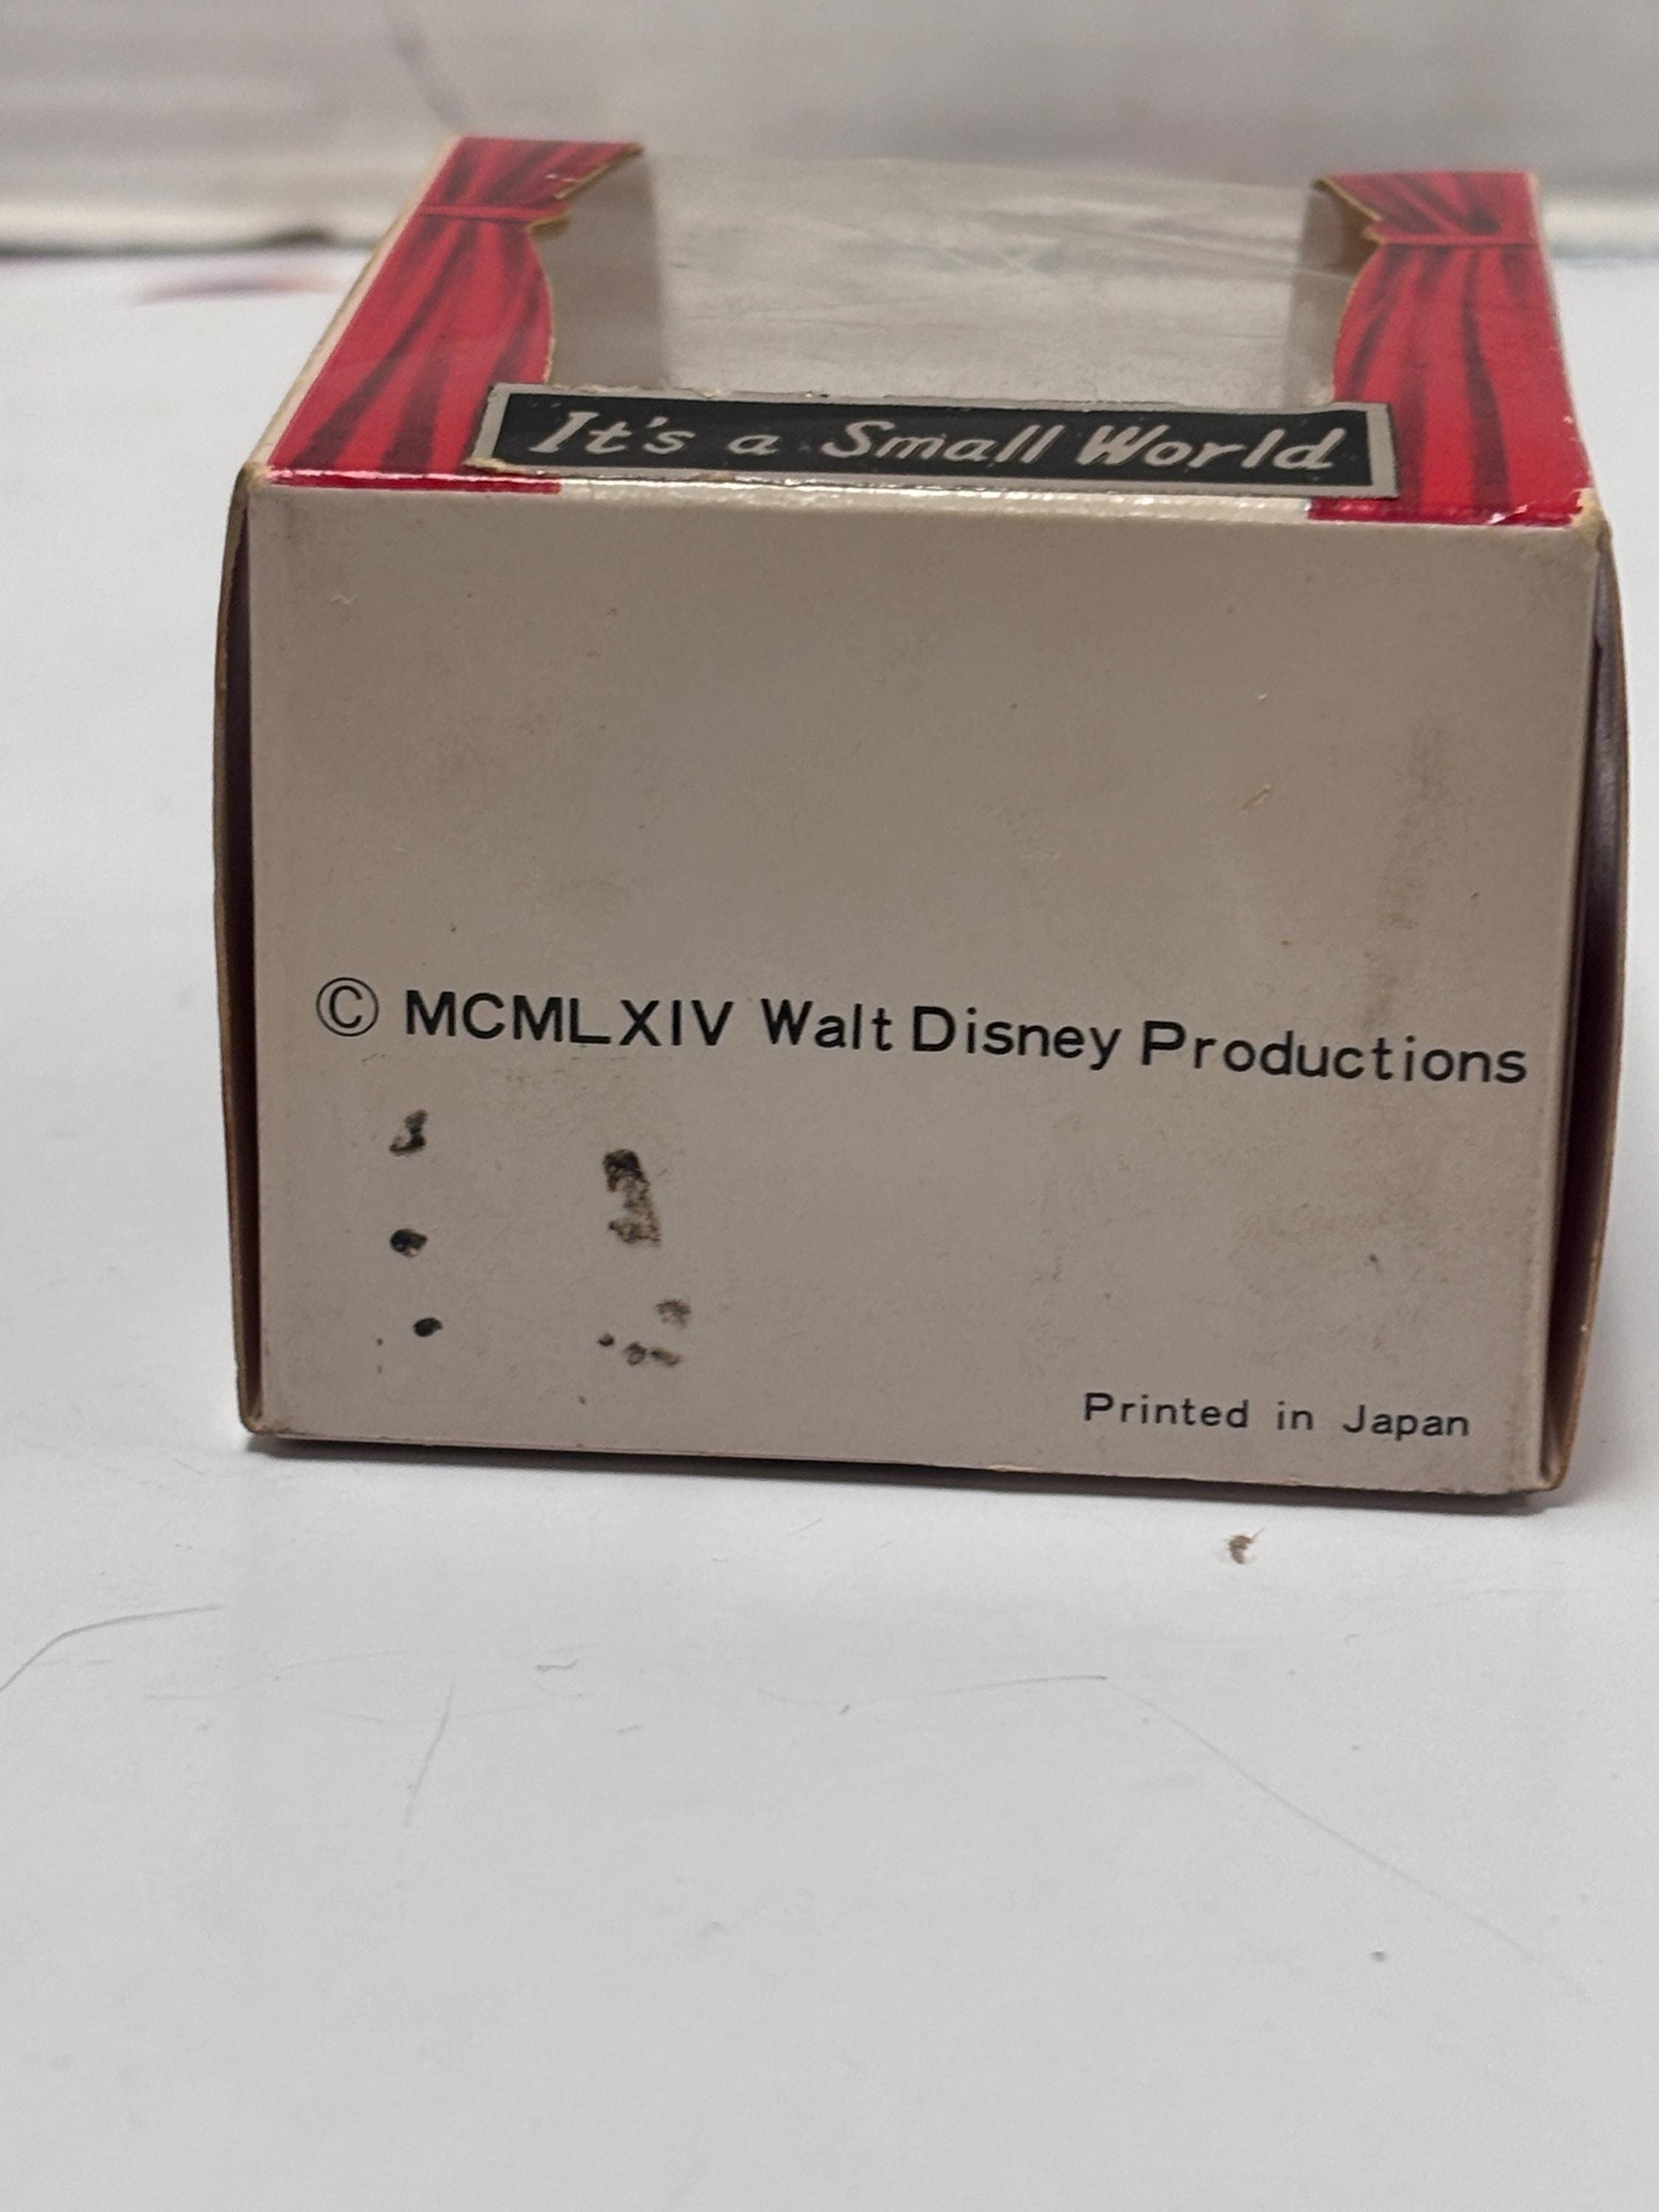 It's a Small World
© MCMLXIV Walt Disney Productions
Printed in Japan